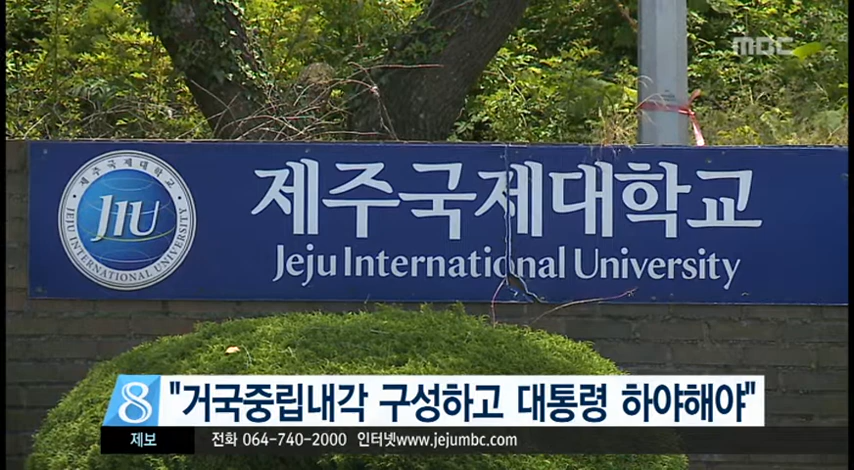 MBC
제주국제대학교
JIU
제주국제대학교
JEJU INTERNATIONAL UNIVERSITY
Jeju International University
8 "거국중립내각 구성하고 대통령 하야해야"
제보 전화 064-740-2000 인터넷www.jejumbc.com